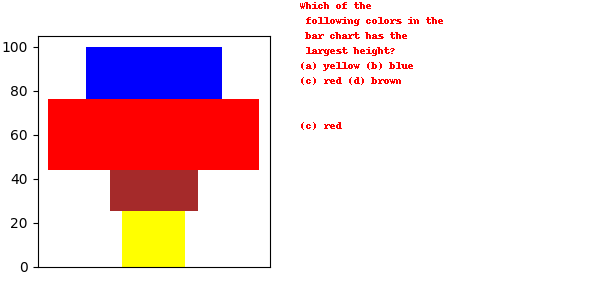 Which of the
following colors in the
bar chart has the
largest height?
(a) yellow (b) blue
(c) red (d) brown
(c) red
100
80
60
40
20
0